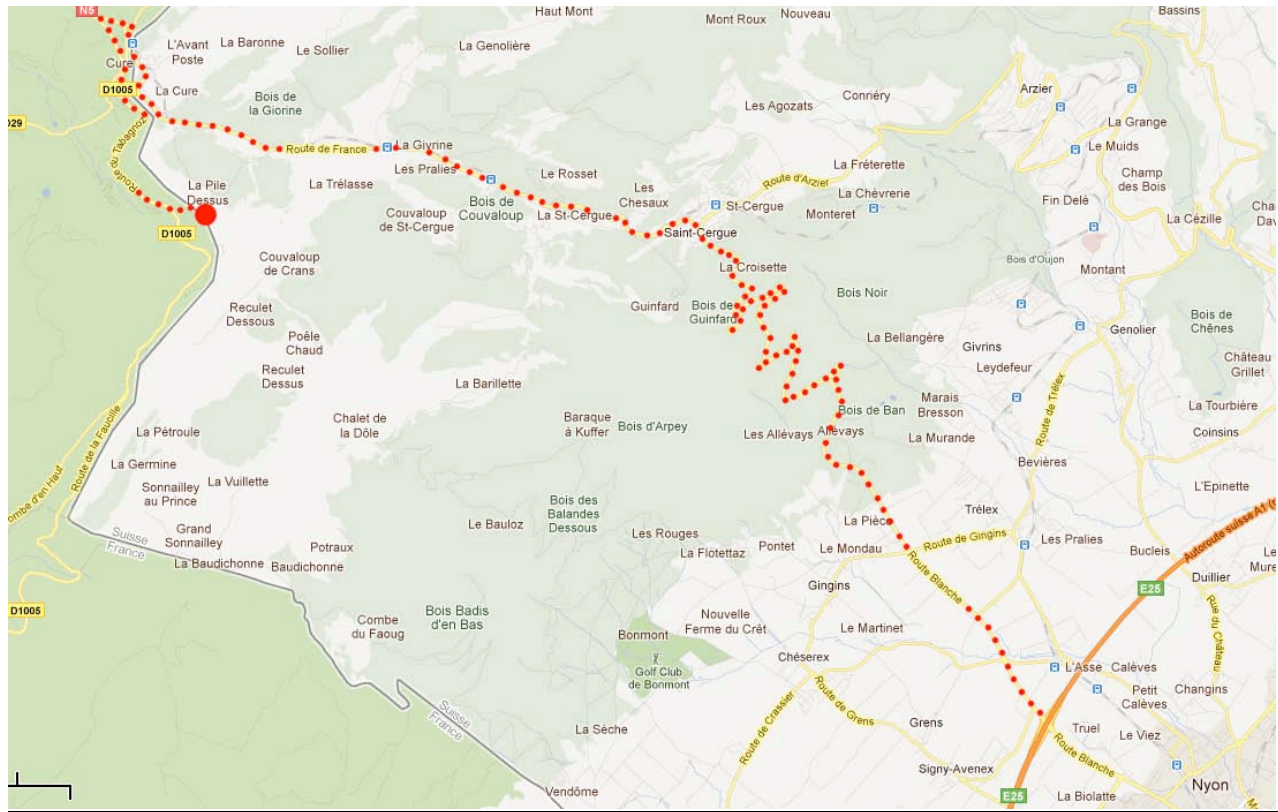 N5
Haut Mont
Mont Roux
Nouveau
Bassins
L'Avant
Poste
La Baronne
Le Sollier
La Genolière
Cure
D1005
La Cure
Bois de
la Giorine
Les Agozats
Conriéry
Arzier
La Grange
Le Muids
D29
Route du Tabagnoz
Route de France
La Givrine
Les Pralies
Le Rosset
La Fréterette
Route d'Arzier
Champ
des Bois
La Trélasse
La Pile
Dessus
Couvaloup
de St-Cergue
Bois de
Couvaloup
La St-Cergue
Les
Chesaux
St-Cergue
La Chèvrerie
Monteret
Fin Delé
La Cézille
D1005
Saint-Cergue
Couvaloup
de Crans
La Croisette
Bois d'Oujon
Montant
Reculet
Dessous
Guinfard
Bois de
Guinfard
Bois Noir
Genolier
Bois de
Chênes
Poêle
Chaud
La Bellangère
Givrins
Leydefeur
Château
Grillet
Reculet
Dessus
La Barillette
Route de la Faucille
Chalet de
la Dôle
Baraque
à Kuffer
Bois d'Arpey
Bois de Ban
Marais
Bresson
Route de Trélex
La Tourbière
La Pétroule
Les Allévays
Allévays
La Murande
Coinsins
La Germine
Bevières
Sonnailley
au Prince
La Vuillette
L'Epinette
Combe d'en Haut
Bois des
Balandes
Dessous
Le Bauloz
La Pièce
Trélex
Autoroute suisse A1
Suisse
France
Grand
Sonnailley
Les Rouges
Potraux
La Flottettaz
Pontet
Le Mondau
Route de Gingins
Les Pralies
Bucleis
La Baudichonne
Baudichonne
Gingins
Route Blanche
E25
Duillier
D1005
Bois Badis
d'en Bas
Nouvelle
Ferme du Crêt
Rue du Château
Combe
du Faoug
Bonmont
Le Martinet
Golf Club
de Bonmont
Chéserex
L'Asse
Calèves
Petit
Calèves
Changins
Suisse
France
Route de Crassier
Route de Grens
La Sèche
Grens
Truel
Le Viez
Route Blanche
Signy-Avenex
Vendôme
E25
La Biolatte
Nyon